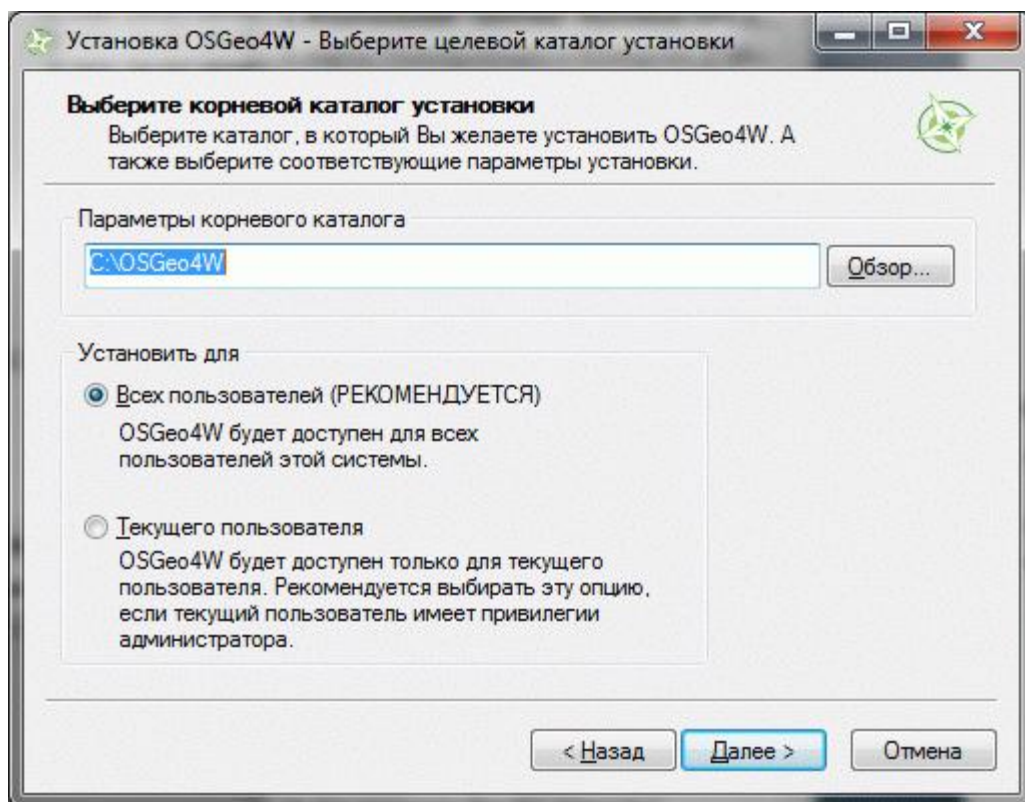 Установка OSGeo4W - Выберите целевой каталог установки
Выберите корневой каталог установки
Выберите каталог, в который Вы желаете установить OSGeo4W. А
также выберите соответствующие параметры установки.
Параметры корневого каталога
C:\OSGeo4W
Обзор...
Установить для
Всех пользователей (РЕКОМЕНДУЕТСЯ)
OSGeo4W будет доступен для всех
пользователей этой системы.
Текущего пользователя
OSGeo4W будет доступен только для текущего
пользователя. Рекомендуется выбирать эту опцию,
если текущий пользователь имеет привилегии
администратора.
< Назад Далее > Отмена